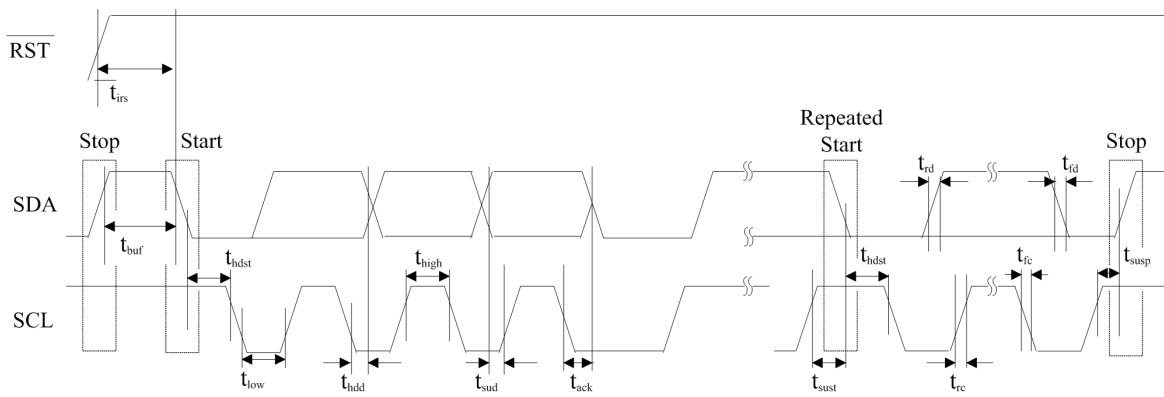 RST
t_irs
Stop
Start
Repeated
Start
Stop
SDA
t_rd
t_fd
t_buf
t_hdst
t_high
t_hdst
t_fc
t_susp
SCL
t_low
t_hdd
t_sud
t_ack
t_sust
t_rc